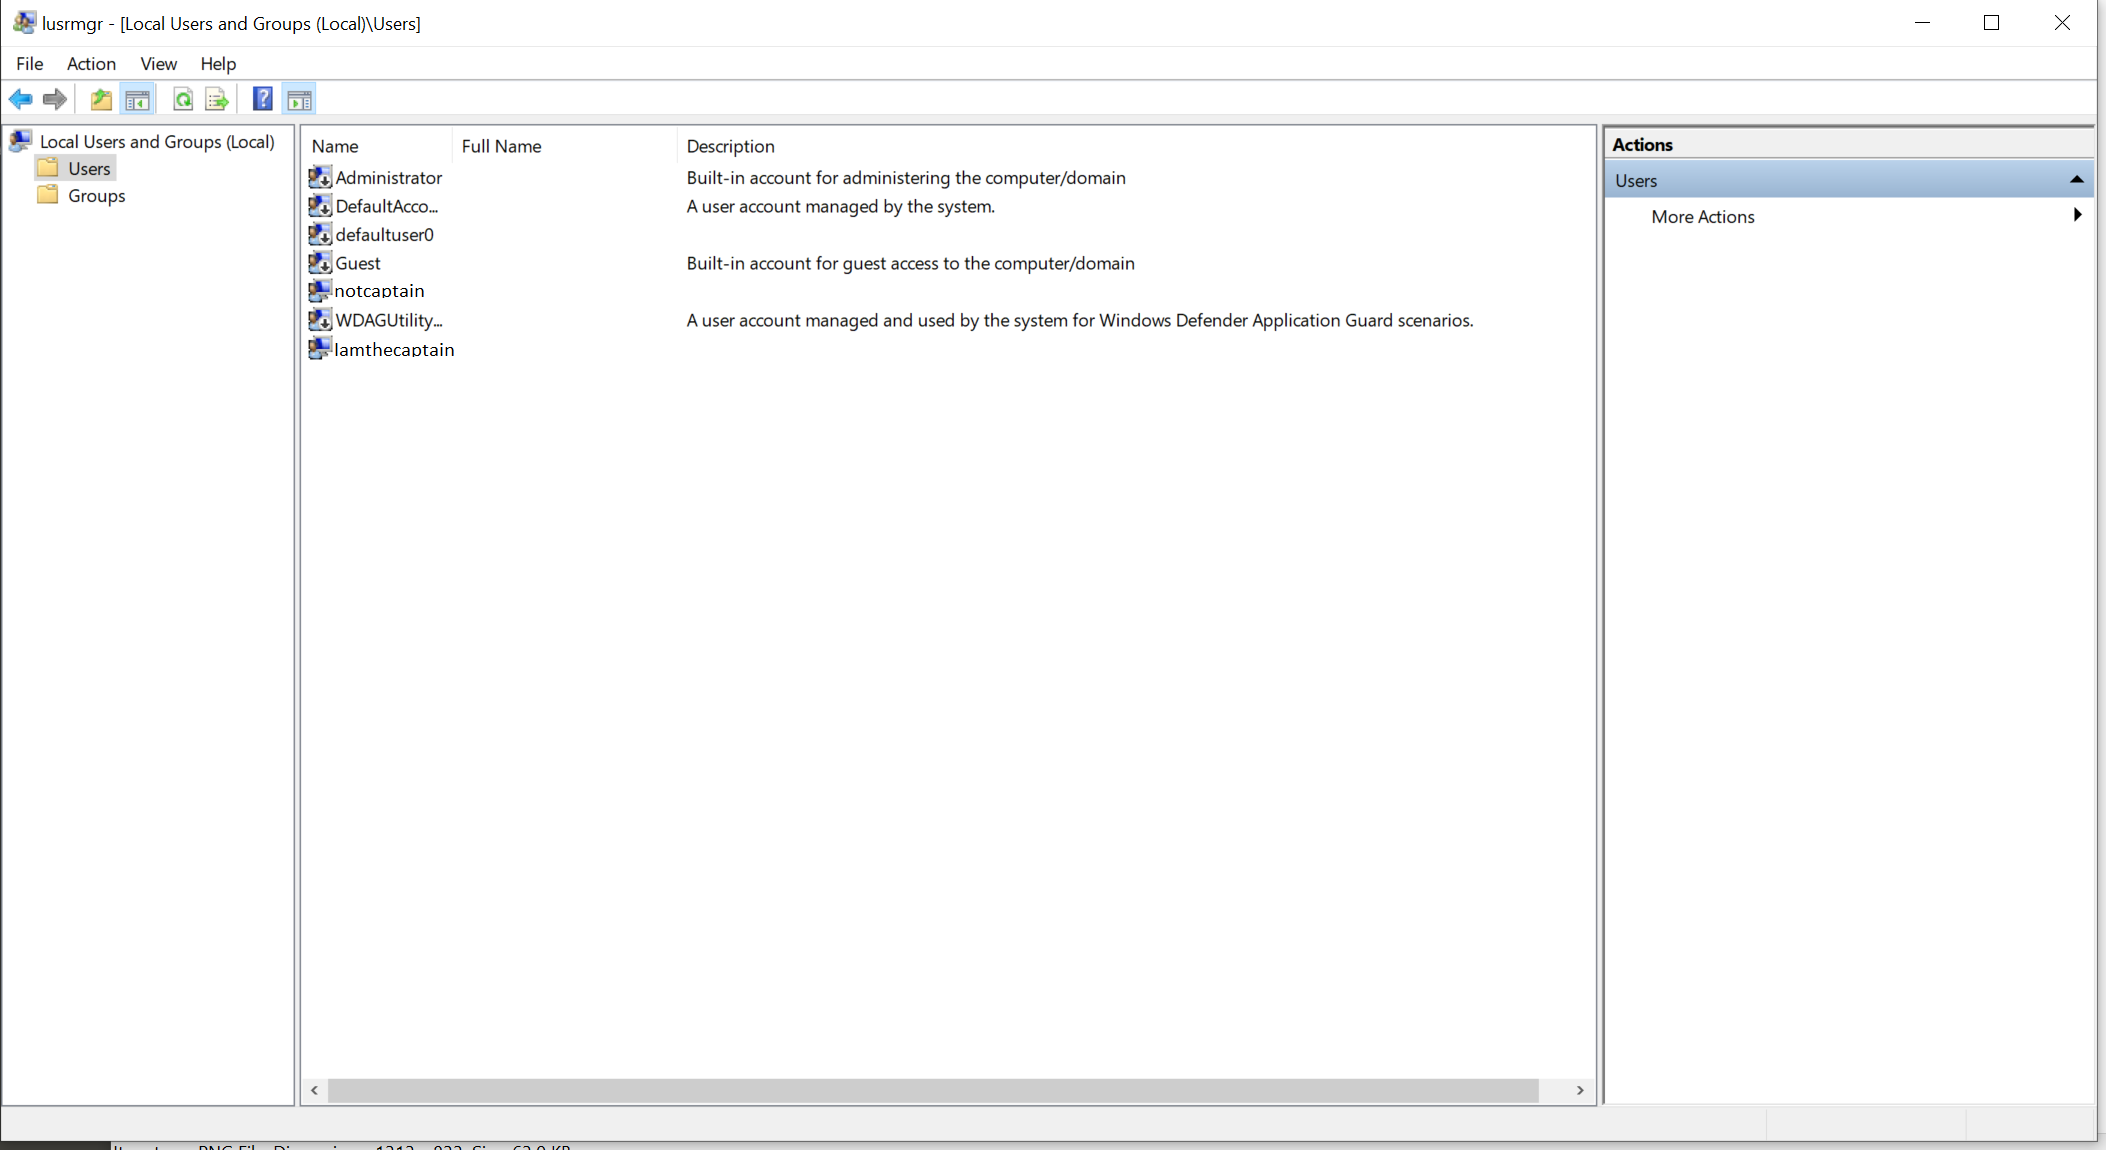 lusrmgr - [Local Users and Groups (Local)\Users]
File Action View Help
Local Users and Groups (Local)
Users
Groups
Name Full Name Description
Administrator Built-in account for administering the computer/domain
DefaultAcco... A user account managed by the system.
defaultuser0
Guest Built-in account for guest access to the computer/domain
notcaptain
WDAGUtility... A user account managed and used by the system for Windows Defender Application Guard scenarios.
Iamthecaptain
Actions
Users
More Actions